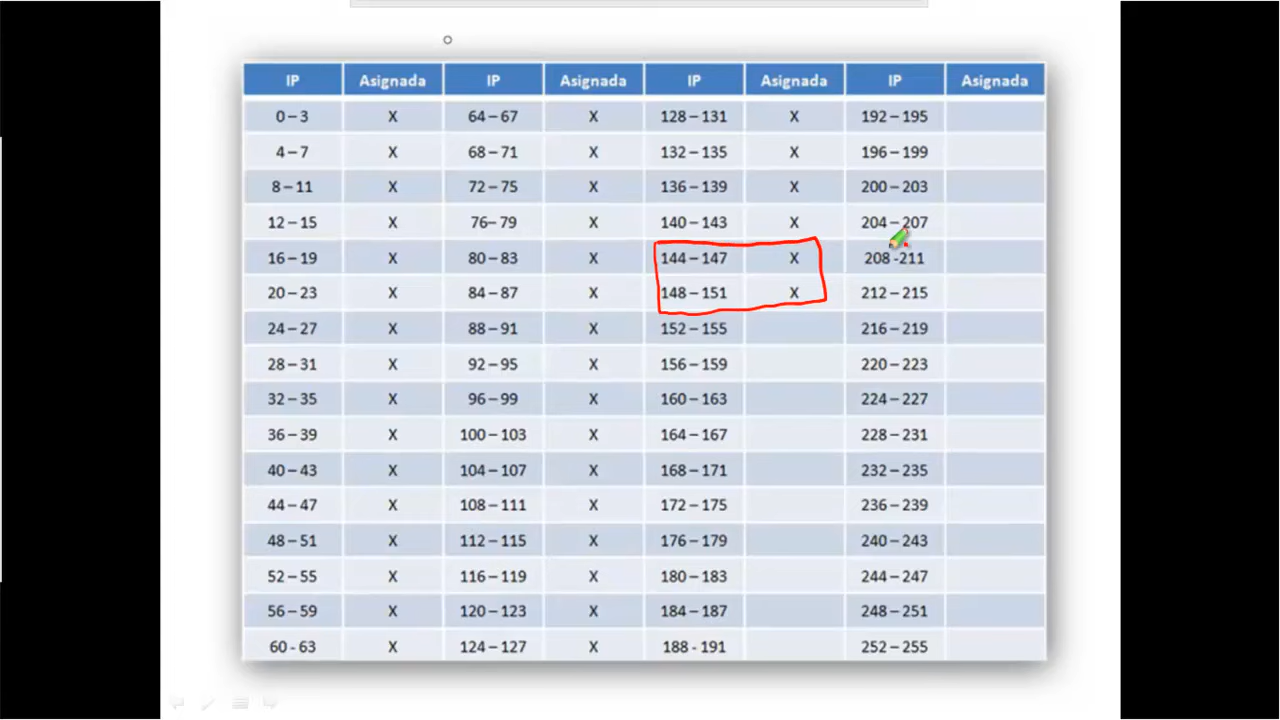 IP Asignada IP Asignada IP Asignada IP Asignada
0 – 3 X 64 – 67 X 128 – 131 X 192 – 195
4 – 7 X 68 – 71 X 132 – 135 X 196 – 199
8 – 11 X 72 – 75 X 136 – 139 X 200 – 203
12 – 15 X 76– 79 X 140 – 143 X 204 – 207
16 – 19 X 80 – 83 X 144 – 147 X 208 -211
20 – 23 X 84 – 87 X 148 – 151 X 212 – 215
24 – 27 X 88 – 91 X 152 – 155 216 – 219
28 – 31 X 92 – 95 X 156 – 159 220 – 223
32 – 35 X 96 – 99 X 160 – 163 224 – 227
36 – 39 X 100 – 103 X 164 – 167 228 – 231
40 – 43 X 104 – 107 X 168 – 171 232 – 235
44 – 47 X 108 – 111 X 172 – 175 236 – 239
48 – 51 X 112 – 115 X 176 – 179 240 – 243
52 – 55 X 116 – 119 X 180 – 183 244 – 247
56 – 59 X 120 – 123 X 184 – 187 248 – 251
60 - 63 X 124 – 127 X 188 - 191 252 – 255